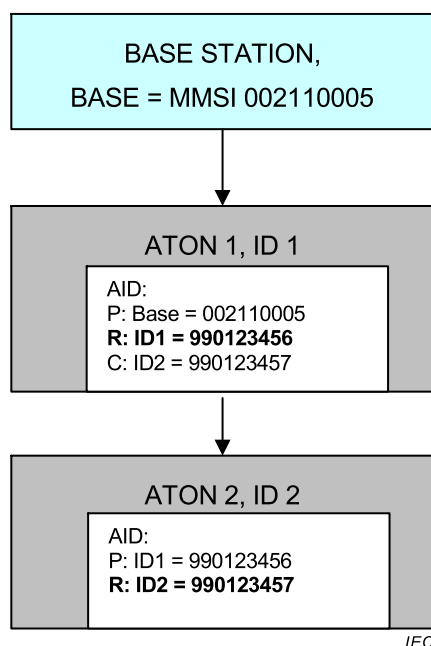 BASE STATION,
BASE = MMSI 002110005
ATON 1, ID 1
AID:
P: Base = 002110005
R: ID1 = 990123456
C: ID2 = 990123457
ATON 2, ID 2
AID:
P: ID1 = 990123456
R: ID2 = 990123457
IEC